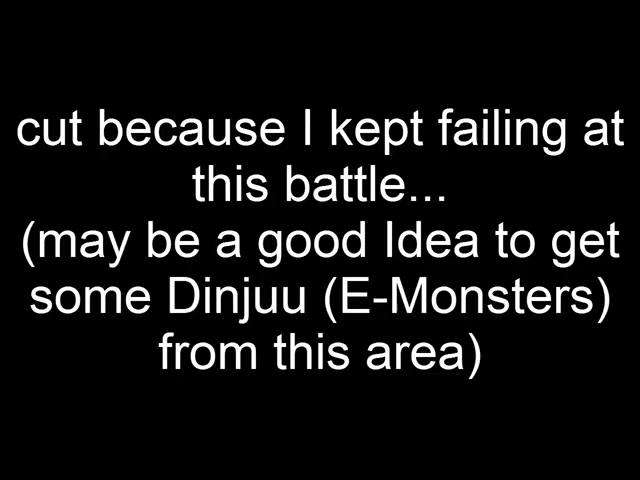 cut because I kept failing at
this battle...
(may be a good Idea to get
some Dinjuu (E-Monsters)
from this area)